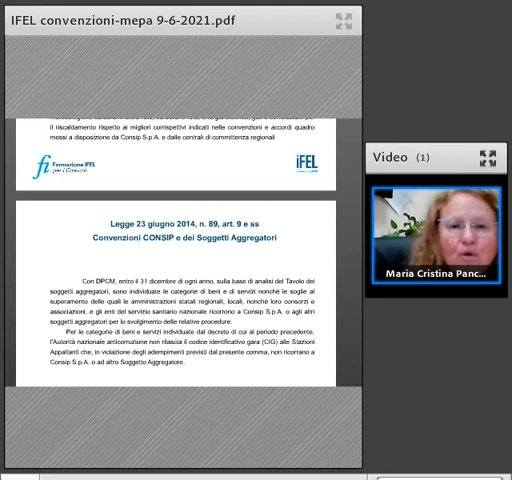 IFEL convenzioni-mepa 9-6-2021.pdf
il riscaldamento rispetto ai migliori corrispettivi indicati nelle convenzioni e accordi quadro
messi a disposizione da Consip S.p.A. e dalle centrali di committenza regionali
Formazione IFEL
per i Comuni
iFEL
Legge 23 giugno 2014, n. 89, art. 9 e ss
Convenzioni CONSIP e dei Soggetti Aggregatori
Con DPCM, entro il 31 dicembre di ogni anno, sulla base di analisi del Tavolo dei
soggetti aggregatori, sono individuate le categorie di beni e di servizi nonché le soglie al
superamento delle quali le amministrazioni statali regionali, locali, nonché loro consorzi e
associazioni, e gli enti del servizio sanitario nazionale ricorrono a Consip S.p.A. o agli altri
soggetti aggregatori per lo svolgimento delle relative procedure.
Per le categorie di beni e servizi individuate dal decreto di cui al periodo precedente,
l'Autorità nazionale anticorruzione non rilascia il codice identificativo gara (CIG) alle Stazioni
Appaltanti che, in violazione degli adempimenti previsti dal presente comma, non ricorrano a
Consip S.p.A. o ad altro Soggetto Aggregatore.
Video (1)
Maria Cristina Panc...